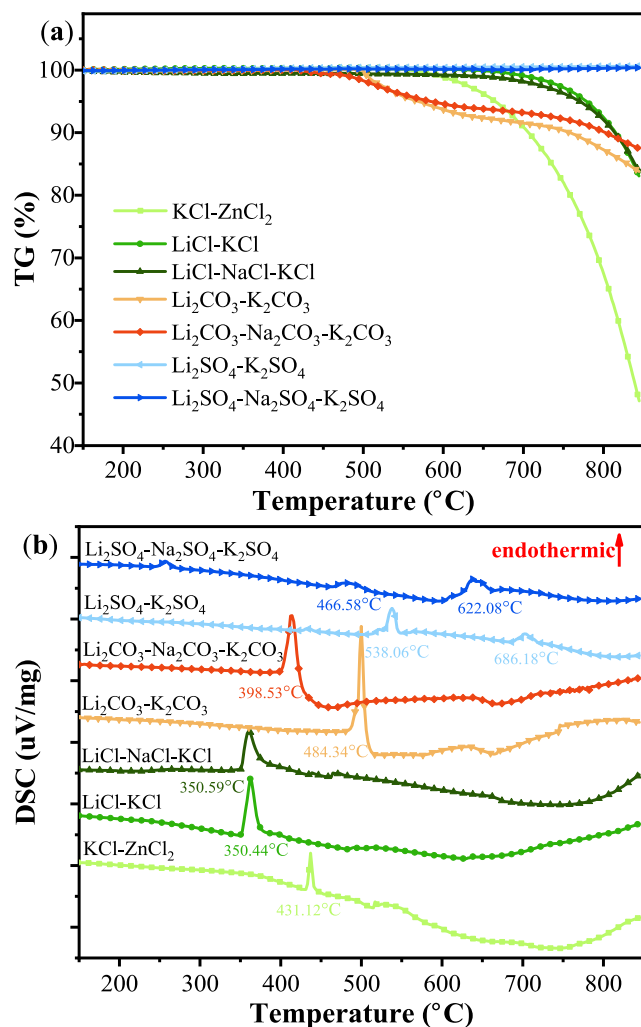 (a)
100
90
80
70
60
50
40
TG (%)
KCl-ZnCl₂
LiCl-KCl
LiCl-NaCl-KCl
Li₂CO₃-K₂CO₃
Li₂CO₃-Na₂CO₃-K₂CO₃
Li₂SO₄-K₂SO₄
Li₂SO₄-Na₂SO₄-K₂SO₄
200 300 400 500 600 700 800
Temperature (°C)
(b)
endothermic
Li₂SO₄-Na₂SO₄-K₂SO₄
466.58°C 622.08°C
Li₂SO₄-K₂SO₄
538.06°C 686.18°C
Li₂CO₃-Na₂CO₃-K₂CO₃
398.53°C
Li₂CO₃-K₂CO₃
484.34°C
LiCl-NaCl-KCl
350.59°C
LiCl-KCl
350.44°C
KCl-ZnCl₂
431.12°C
DSC (uV/mg)
200 300 400 500 600 700 800
Temperature (°C)